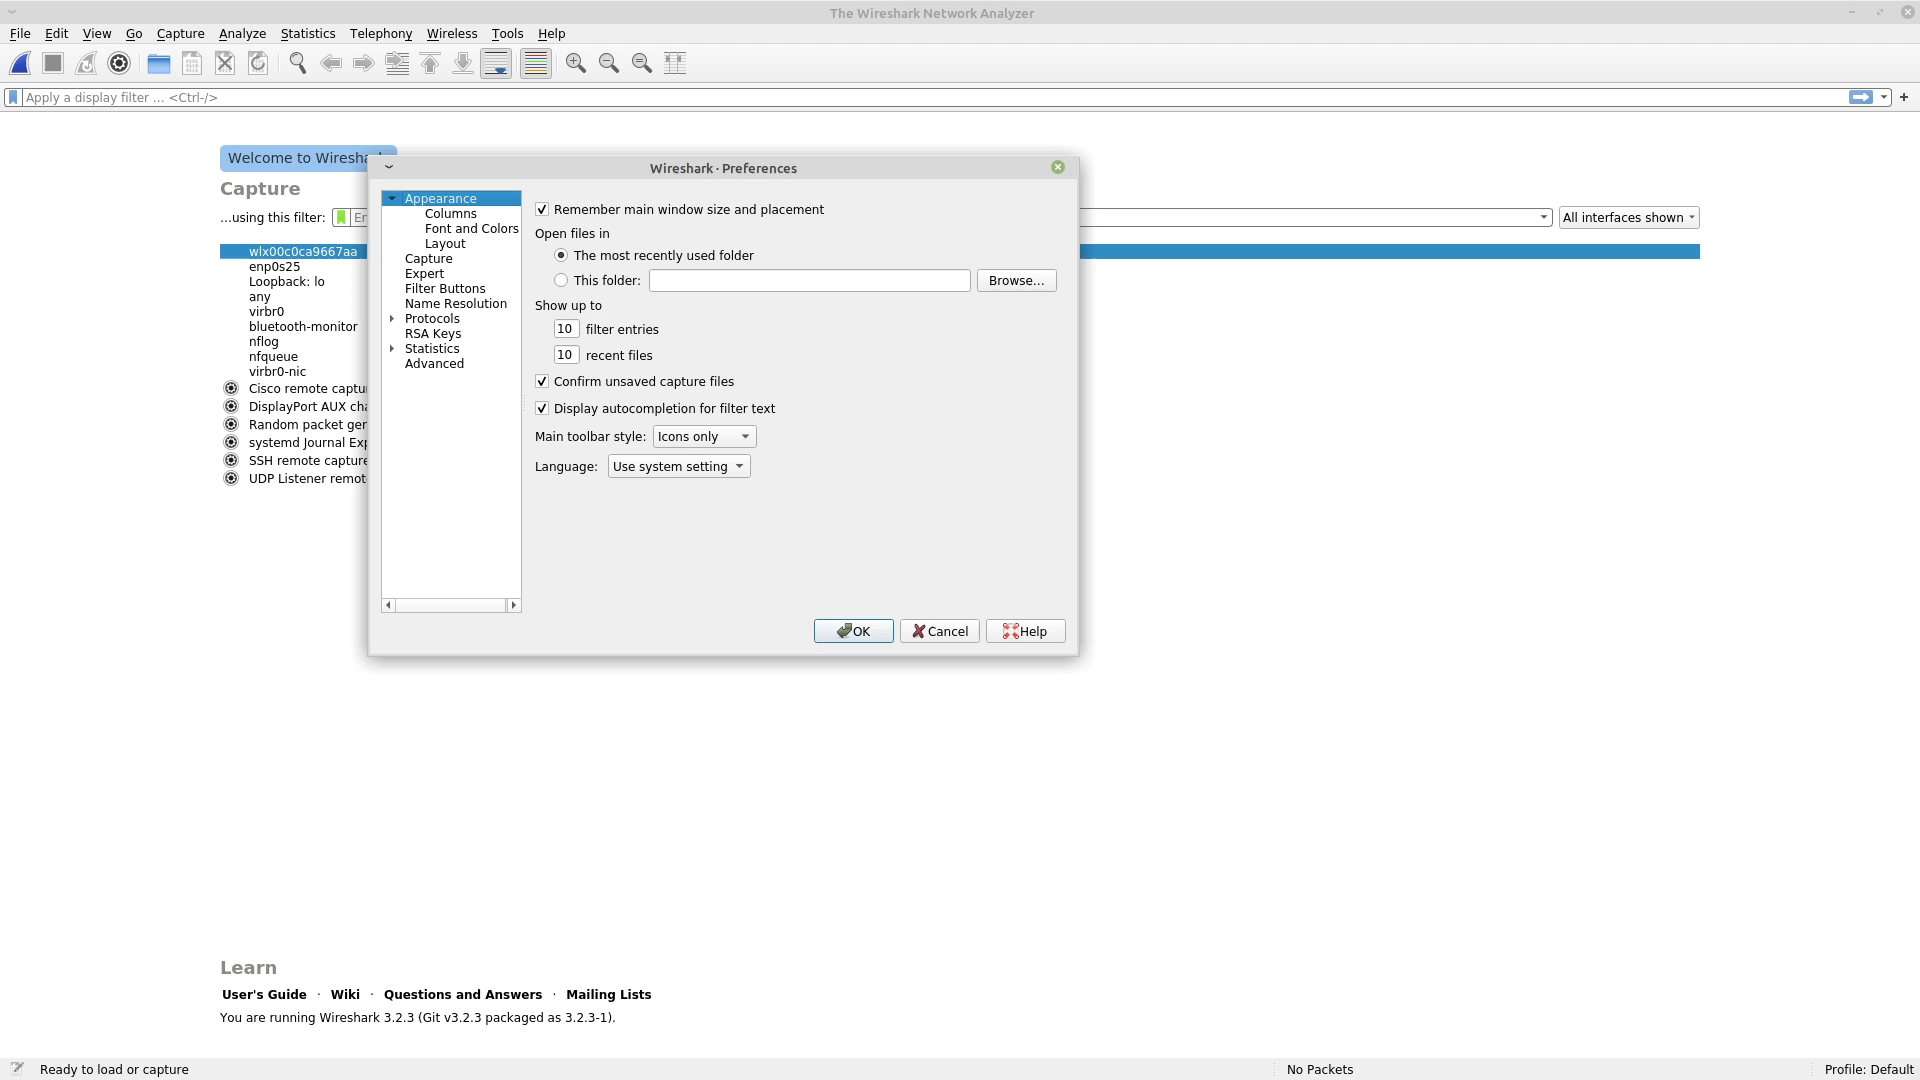 The Wireshark Network Analyzer
File Edit View Go Capture Analyze Statistics Telephony Wireless Tools Help
Apply a display filter ... <Ctrl-/>
Welcome to Wiresha
Capture
...using this filter: En
All interfaces shown
wlx00c0ca9667aa
enp0s25
Loopback: lo
any
virbr0
bluetooth-monitor
nflog
nfqueue
virbr0-nic
Cisco remote captu
DisplayPort AUX cha
Random packet gen
systemd Journal Exp
SSH remote capture
UDP Listener remot
Wireshark · Preferences
Appearance
Columns
Font and Colors
Layout
Capture
Expert
Filter Buttons
Name Resolution
Protocols
RSA Keys
Statistics
Advanced
Remember main window size and placement
Open files in
The most recently used folder
This folder: Browse...
Show up to
10 filter entries
10 recent files
Confirm unsaved capture files
Display autocompletion for filter text
Main toolbar style: Icons only
Language: Use system setting
OK Cancel Help
Learn
User's Guide · Wiki · Questions and Answers · Mailing Lists
You are running Wireshark 3.2.3 (Git v3.2.3 packaged as 3.2.3-1).
Ready to load or capture
No Packets
Profile: Default